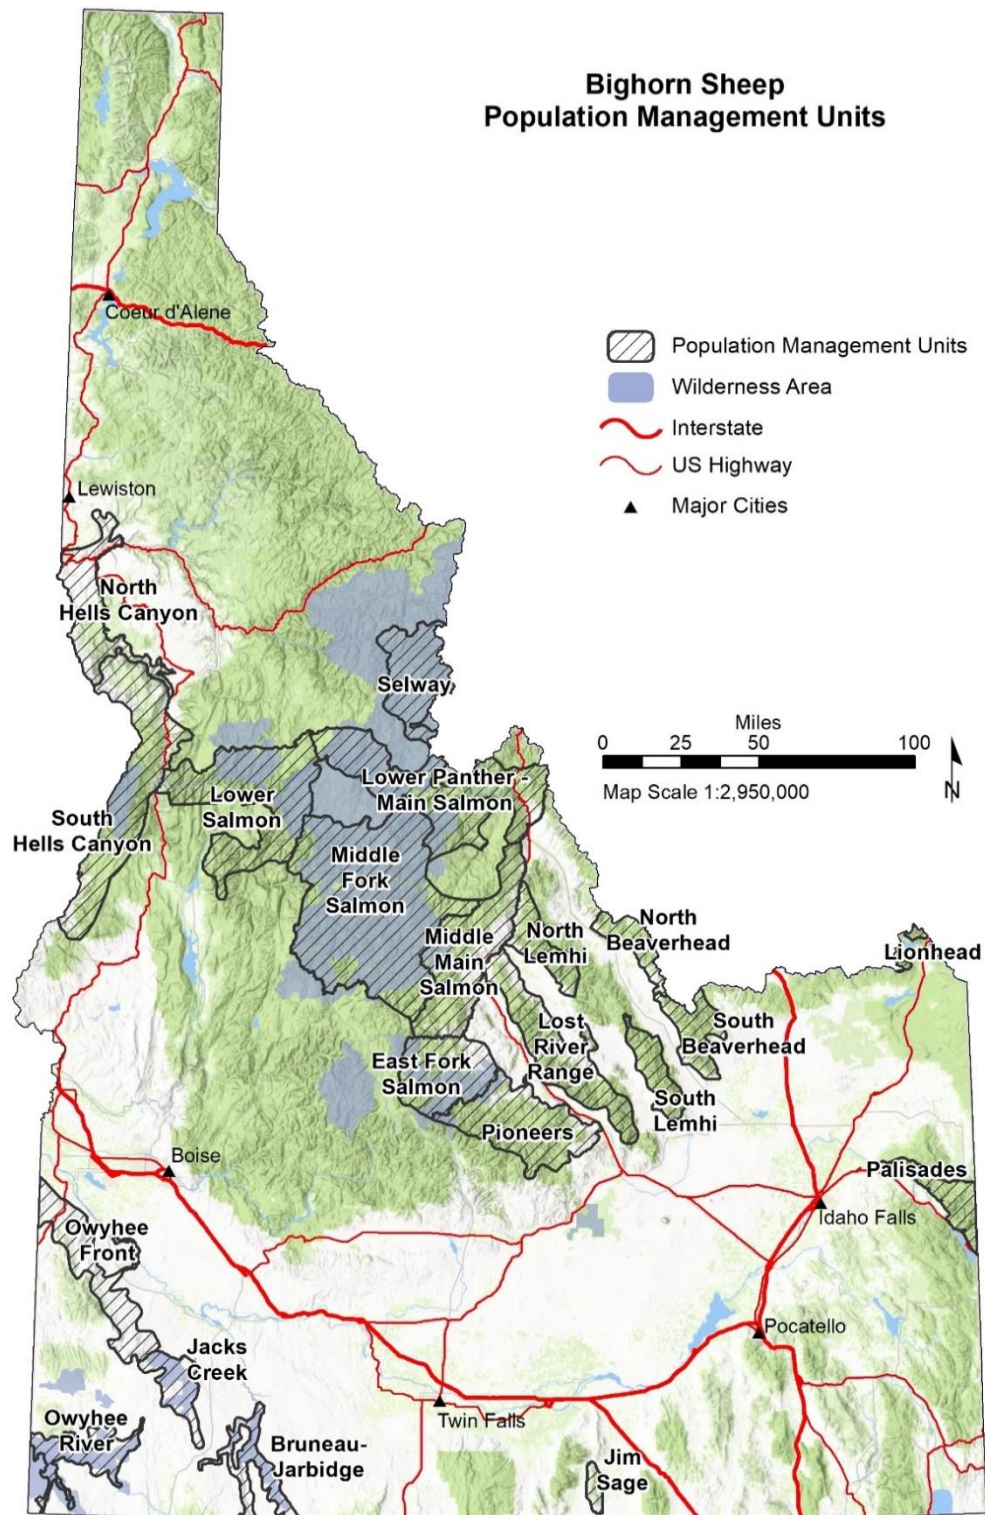 Bighorn Sheep
Population Management Units
Coeur d'Alene
Population Management Units
Wilderness Area
Interstate
US Highway
Major Cities
Lewiston
North
Hells Canyon
Selway
Miles
0 25 50 100
Map Scale 1:2,950,000
N
Lower Panther -
Main Salmon
Lower
Salmon
South
Hells Canyon
Middle
Fork
Salmon
Middle
Main
Salmon
North
Lemhi
North
Beaverhead
Lionhead
South
Beaverhead
Lost
River
Range
East Fork
Salmon
South
Lemhi
Pioneers
Boise
Palisades
Idaho Falls
Owyhee
Front
Pocatello
Jacks
Creek
Twin Falls
Owyhee
River
Bruneau-
Jarbidge
Jim
Sage